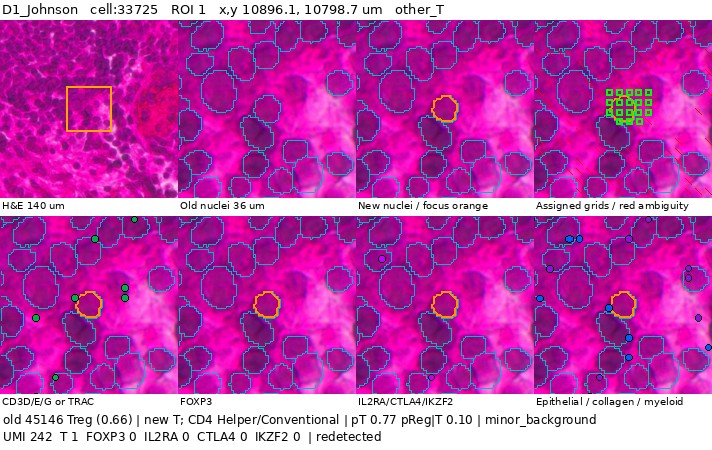 D1_Johnson cell:33725 ROI 1 x,y 10896.1, 10798.7 um other_T
H&E 140 um
Old nuclei 36 um
New nuclei / focus orange
Assigned grids / red ambiguity
CD3D/E/G or TRAC
FOXP3
IL2RA/CTLA4/IKZF2
Epithelial / collagen / myeloid
old 45146 Treg (0.66) | new T; CD4 Helper/Conventional | pT 0.77 pReg|T 0.10 | minor_background
UMI 242 T 1 FOXP3 0 IL2RA 0 CTLA4 0 IKZF2 0 | redetected